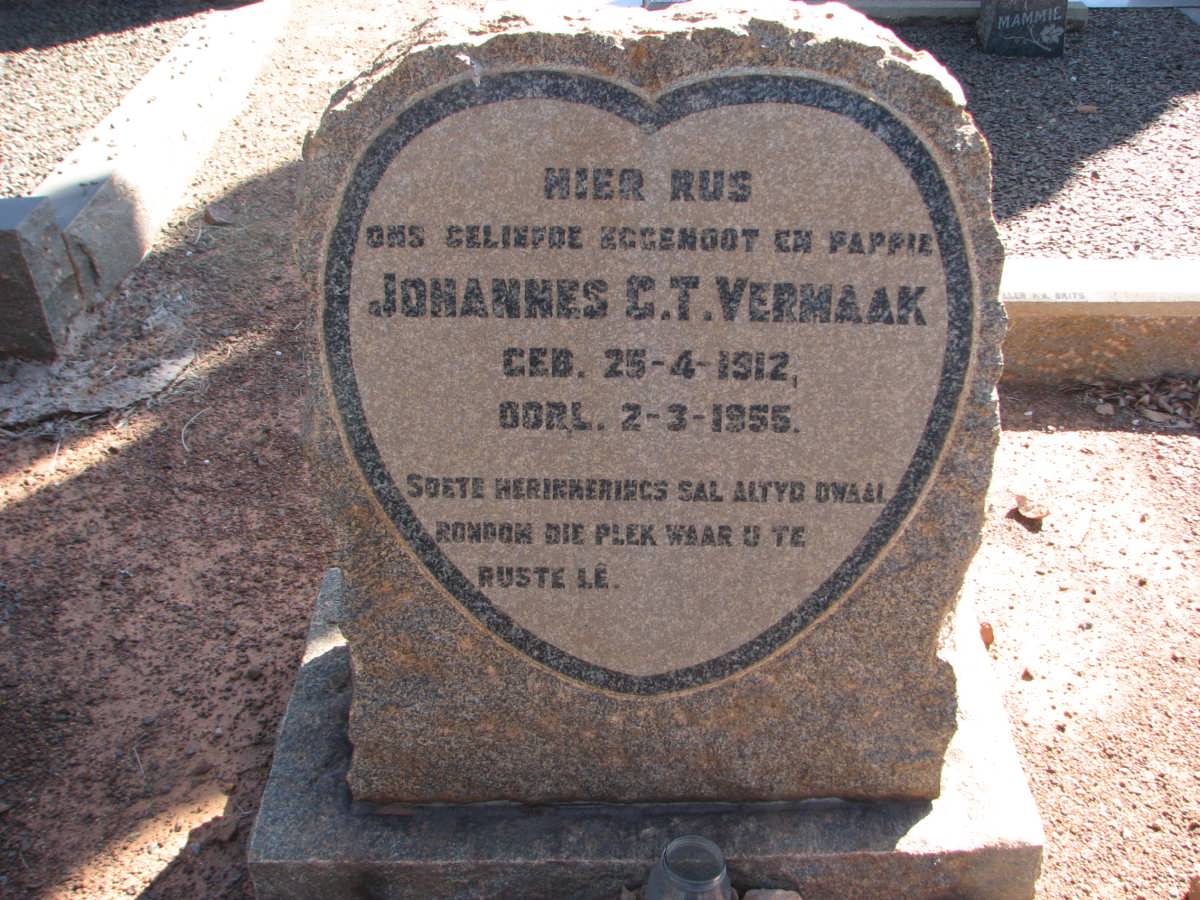 MAMMIE
HIER RUS
ONS GELIEFDE EGGENOOT EN PAPPIE
JOHANNES G.T. VERMAAK
GEB. 25-4-1912,
OORL. 2-3-1955.
SOETE HERINNERINGS SAL ALTYD DWAAL
RONDOM DIE PLEK WAAR U TE
RUSTE LÊ.
BRITS